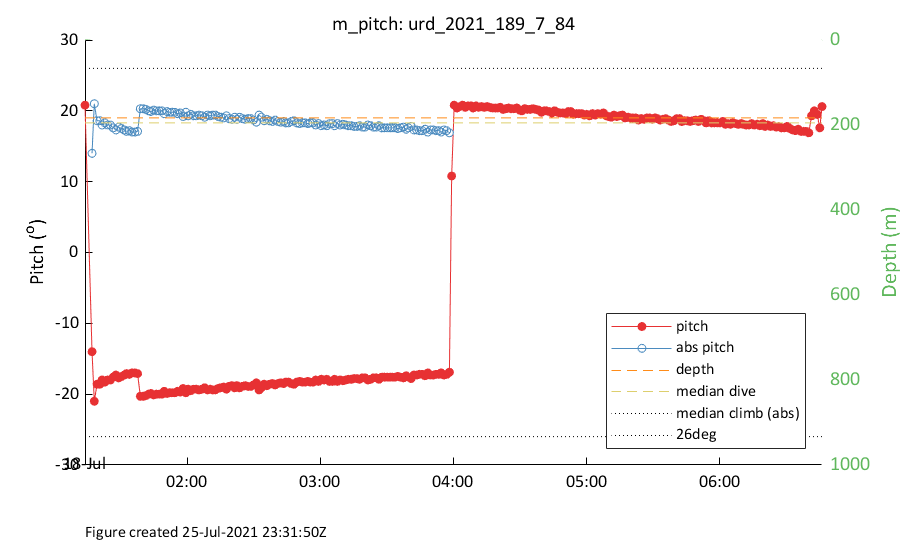 m_pitch: urd_2021_189_7_84
30
20
10
0
-10
-20
-30
Pitch (o)
0
200
400
600
800
1000
Depth (m)
pitch
abs pitch
depth
median dive
median climb (abs)
26deg
18-Jul
02:00 03:00 04:00 05:00 06:00
Figure created 25-Jul-2021 23:31:50Z